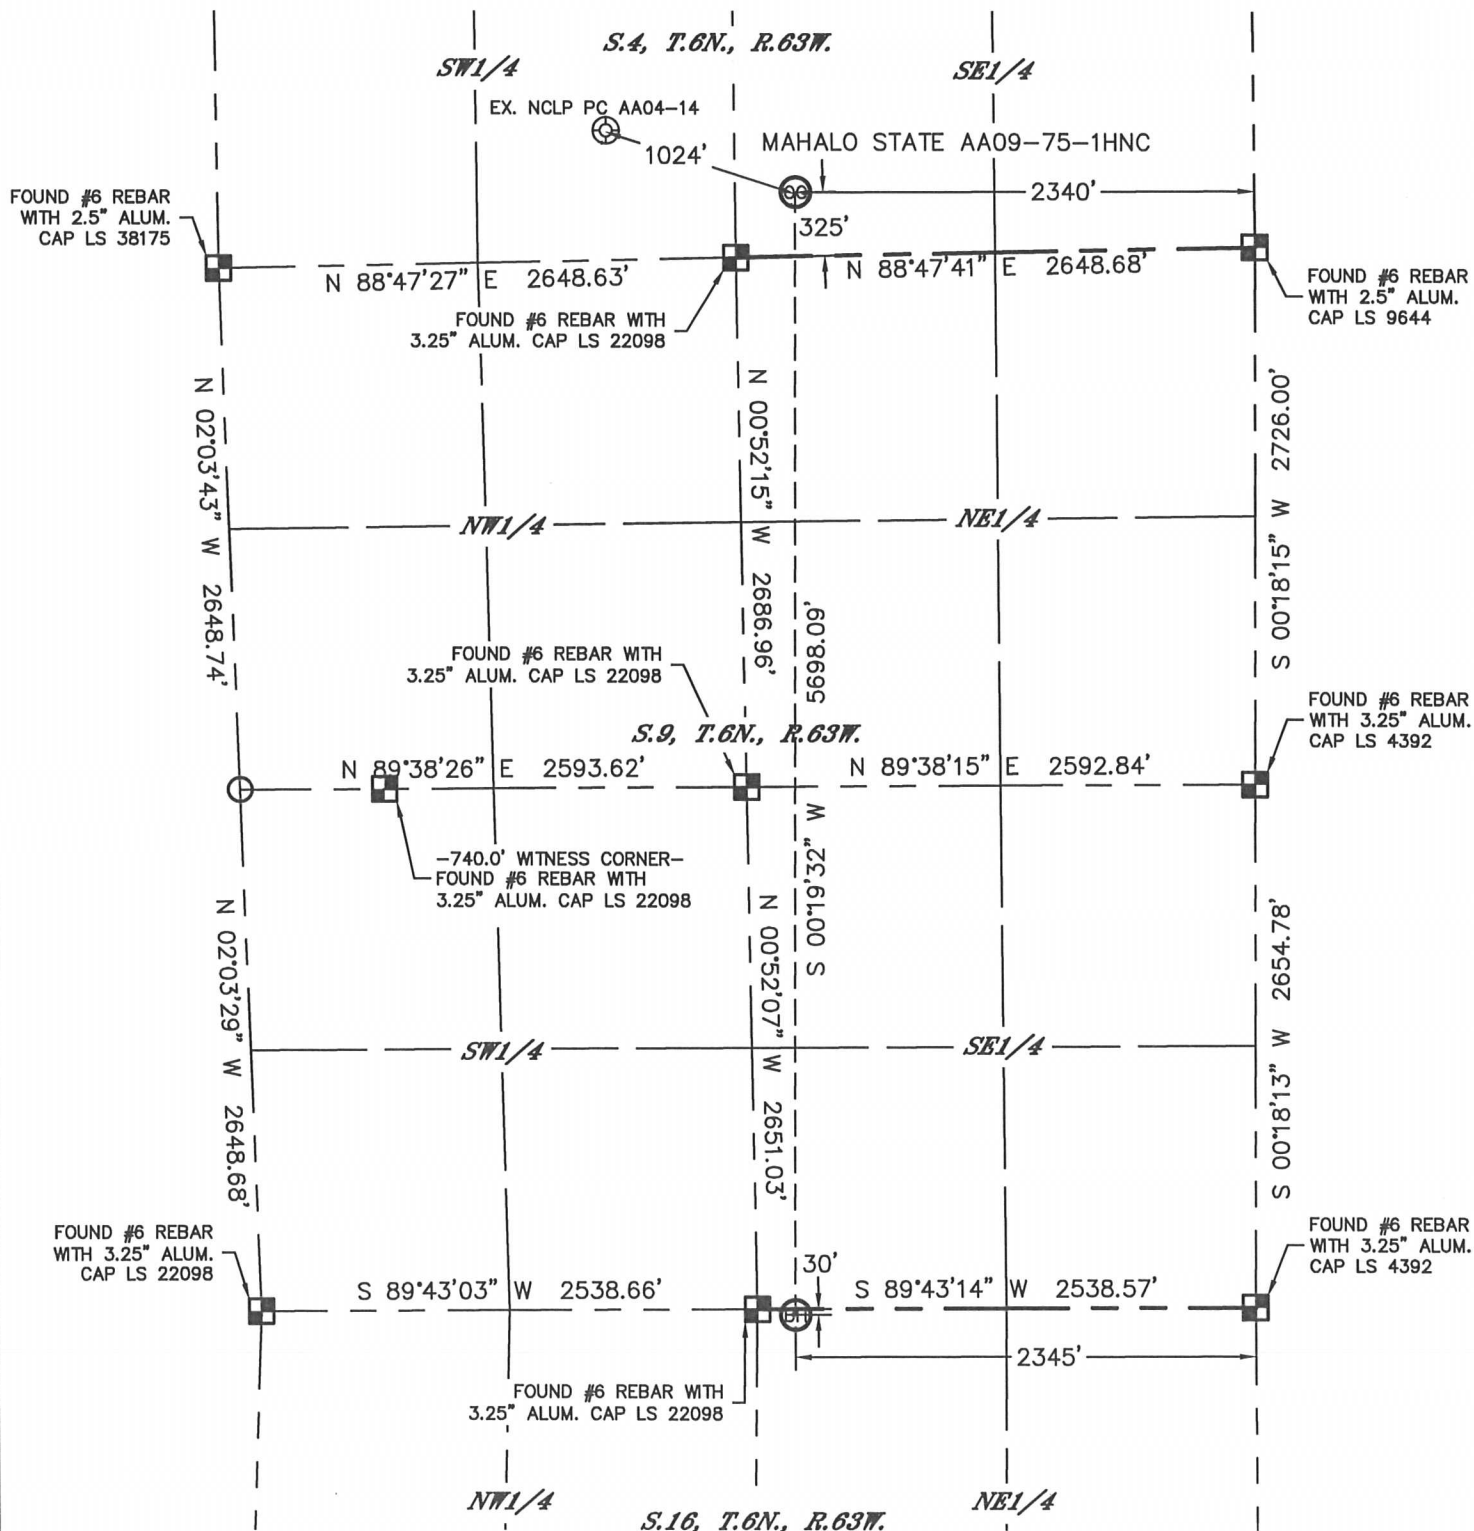 S.4, T.6N., R.63W.
SW1/4
SE1/4
EX. NCLP PC AA04-14
1024'
MAHALO STATE AA09-75-1HNC
2340'
325'
FOUND #6 REBAR
WITH 2.5" ALUM.
CAP LS 38175
N 88°47'27" E 2648.63'
N 88°47'41" E 2648.68'
FOUND #6 REBAR WITH
3.25" ALUM. CAP LS 22098
FOUND #6 REBAR
WITH 2.5" ALUM.
CAP LS 9644
N 02°03'43" W 2648.74'
N 00°52'15" W 2686.96'
S 00°18'15" W 2726.00'
NW1/4
NE1/4
S 00°19'32" W 5698.09'
FOUND #6 REBAR WITH
3.25" ALUM. CAP LS 22098
S.9, T.6N., R.63W.
FOUND #6 REBAR
WITH 3.25" ALUM.
CAP LS 4392
N 89°38'26" E 2593.62'
N 89°38'15" E 2592.84'
-740.0' WITNESS CORNER-
FOUND #6 REBAR WITH
3.25" ALUM. CAP LS 22098
N 02°03'29" W 2648.68'
N 00°52'07" W 2651.03'
S 00°18'13" W 2654.78'
SW1/4
SE1/4
FOUND #6 REBAR
WITH 3.25" ALUM.
CAP LS 22098
30'
FOUND #6 REBAR
WITH 3.25" ALUM.
CAP LS 4392
S 89°43'03" W 2538.66'
S 89°43'14" W 2538.57'
BH
2345'
FOUND #6 REBAR WITH
3.25" ALUM. CAP LS 22098
NW1/4
NE1/4
S.16, T.6N., R.63W.